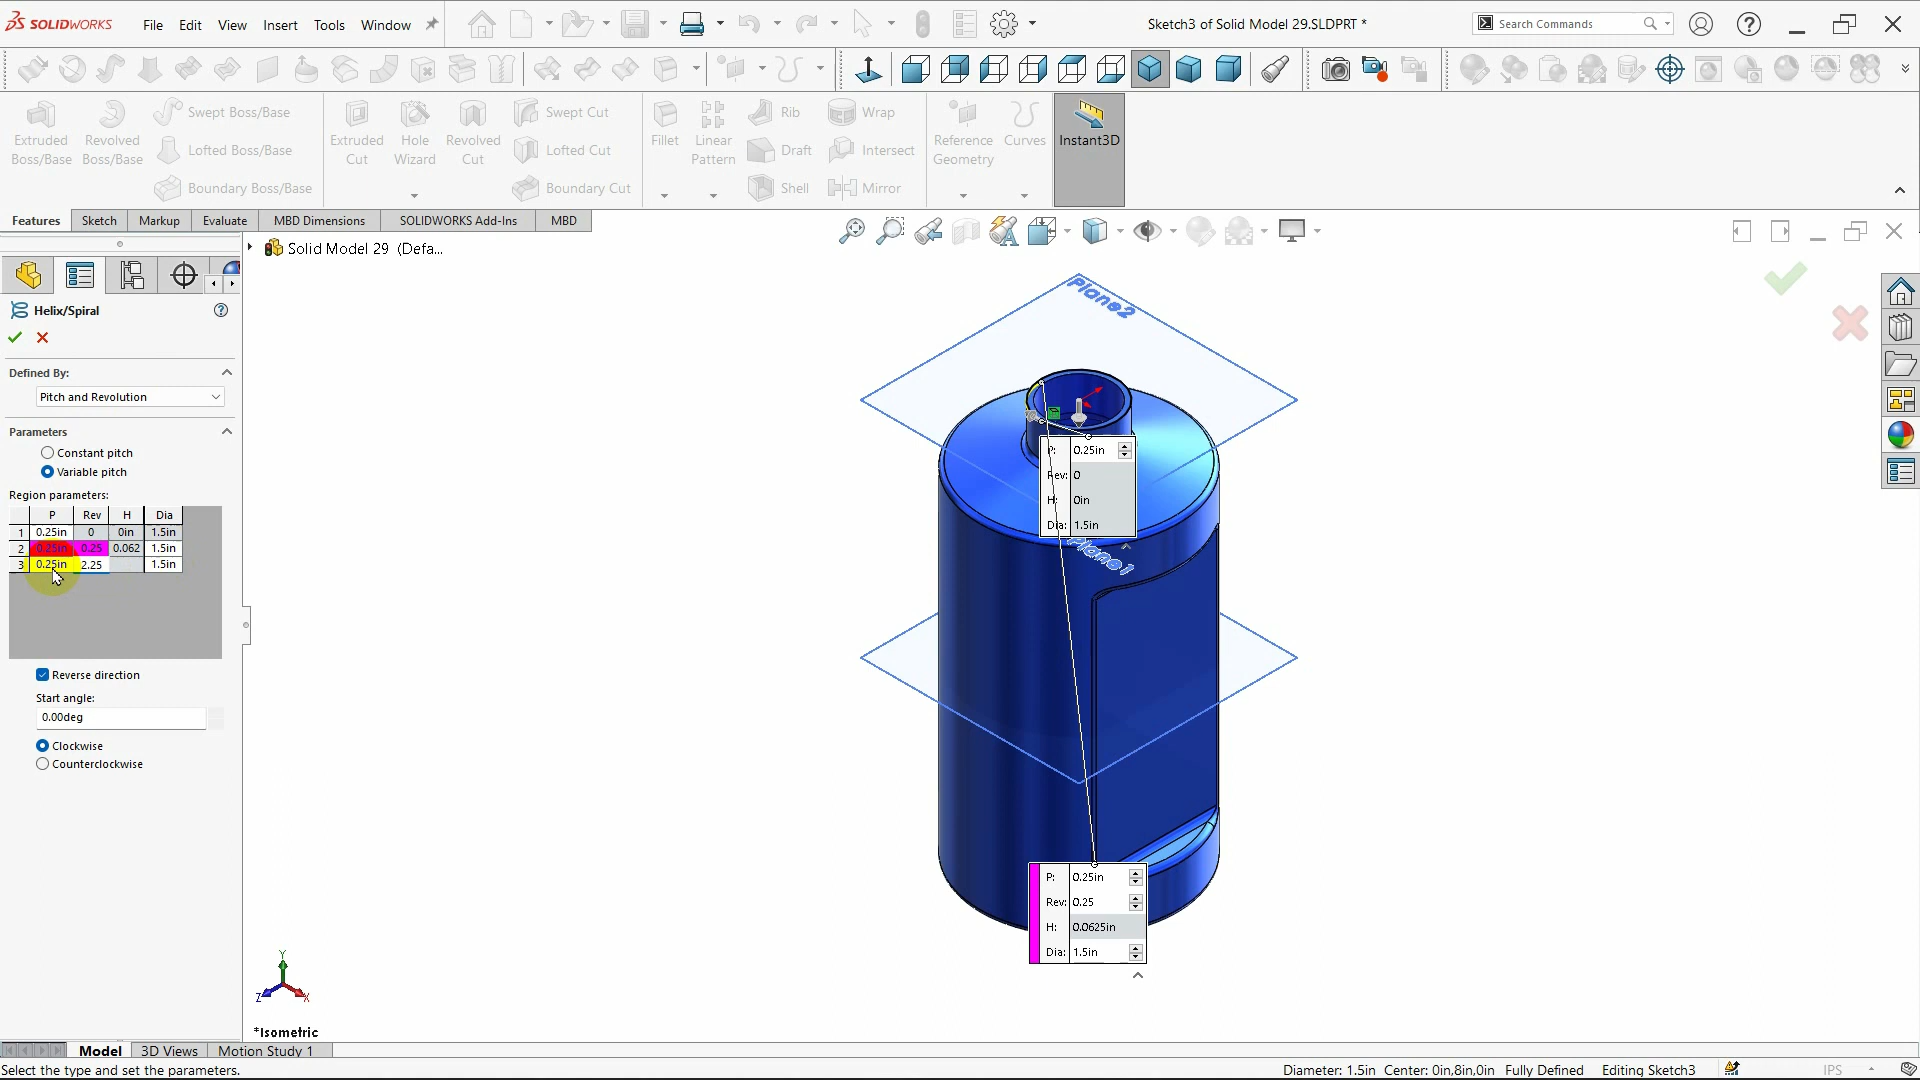 SOLIDWORKS File Edit View Insert Tools Window Sketch3 of Solid Model 29.SLDPRT * Search Commands
Extruded Boss/Base
Revolved Boss/Base
Swept Boss/Base
Lofted Boss/Base
Boundary Boss/Base
Extruded Cut
Hole Wizard
Revolved Cut
Swept Cut
Lofted Cut
Boundary Cut
Fillet
Linear Pattern
Rib
Draft
Shell
Wrap
Intersect
Mirror
Reference Geometry
Curves
Instant3D
Features Sketch Markup Evaluate MBD Dimensions SOLIDWORKS Add-Ins MBD
Solid Model 29 (Defa...
Helix/Spiral
Defined By:
Pitch and Revolution
Parameters
Constant pitch
Variable pitch
Region parameters:
P Rev H Dia
1 0.25in 0 0in 1.5in
2 0.25in 0.25 0.062 1.5in
3 0.25in 2.25 1.5in
Reverse direction
Start angle:
0.00deg
Clockwise
Counterclockwise
Plane2
P: 0.25in
Rev: 0
H: 0in
Dia: 1.5in
Plane1
P: 0.25in
Rev: 0.25
H: 0.0625in
Dia: 1.5in
Y
Z X
*Isometric
Model 3D Views Motion Study 1
Select the type and set the parameters. Diameter: 1.5in Center: 0in,8in,0in Fully Defined Editing Sketch3 IPS